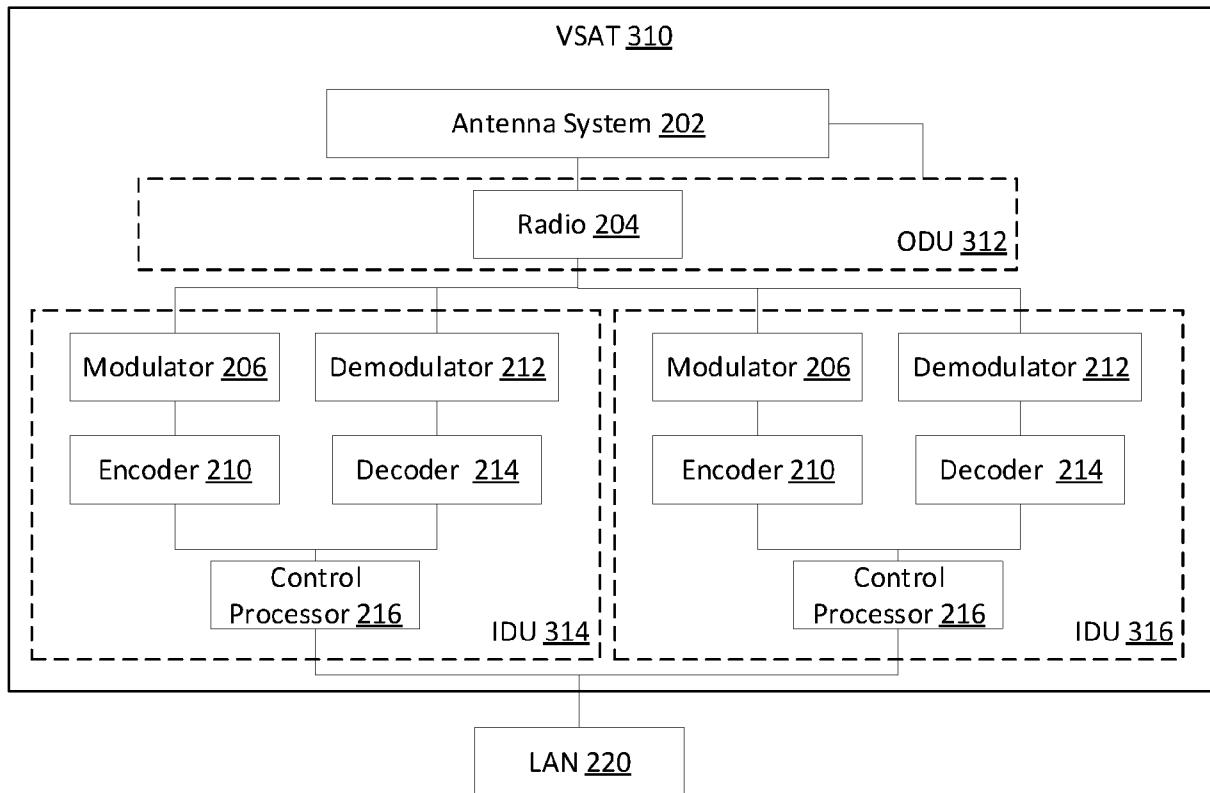 VSAT 310
Antenna System 202
Radio 204
ODU 312
Modulator 206
Demodulator 212
Encoder 210
Decoder 214
Control
Processor 216
IDU 314
Modulator 206
Demodulator 212
Encoder 210
Decoder 214
Control
Processor 216
IDU 316
LAN 220